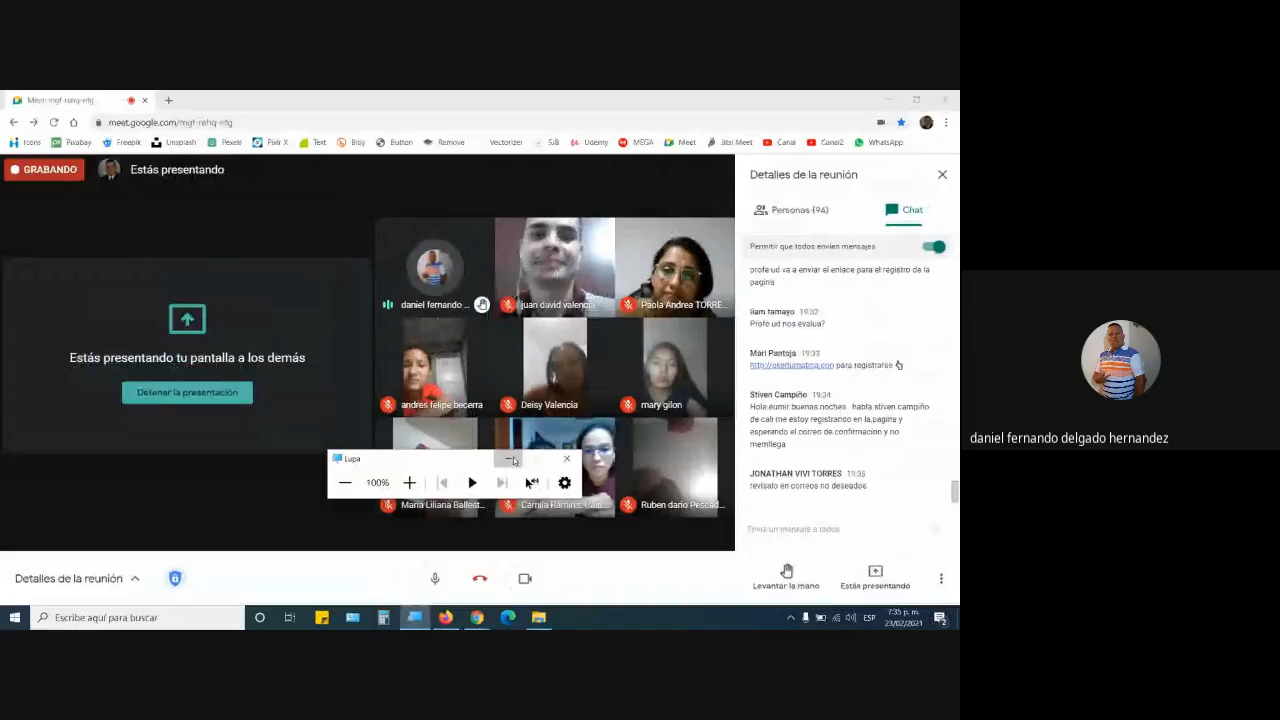 Meet: mgf-rehq-nfg
meet.google.com/mgf-rehq-nfg
Icons
Pixabay
Freepik
Unsplash
Pexels
Pixlr X
Text
Bitly
Button
Remove
Vectorizer
SJB
Udemy
MEGA
Meet
Jitsi Meet
Canal
Canal2
WhatsApp
GRABANDO
Estás presentando
Detalles de la reunión
Personas (94)
Chat
Permitir que todos envíen mensajes
profe ud va a enviar el enlace para el registro de la
pagina
liam tamayo 19:32
Profe ud nos evalua?
Mari Pantoja 19:33
para registrarse
Stiven Campiño 19:34
Hola eumir buenas noches habla stiven campiño
de cali me estoy registrando en la pagina y
esperando el correo de confirmacion y no
memllega
JONATHAN VIVI TORRES 19:35
revisalo en correos no deseados
Envía un mensaje a todos
Estás presentando tu pantalla a los demás
Detener la presentación
daniel fernando ...
juan david valencia
Paola Andrea TORRE...
andres felipe becerra
Deisy Valencia
mary gilon
Lupa
100%
Maria Liliana Ballest...
Camila Ramirez
Ruben dario Pescad...
daniel fernando delgado hernandez
Detalles de la reunión
Levantar la mano
Estás presentando
Escribe aquí para buscar
ESP
7:35 p. m.
23/02/2021
2